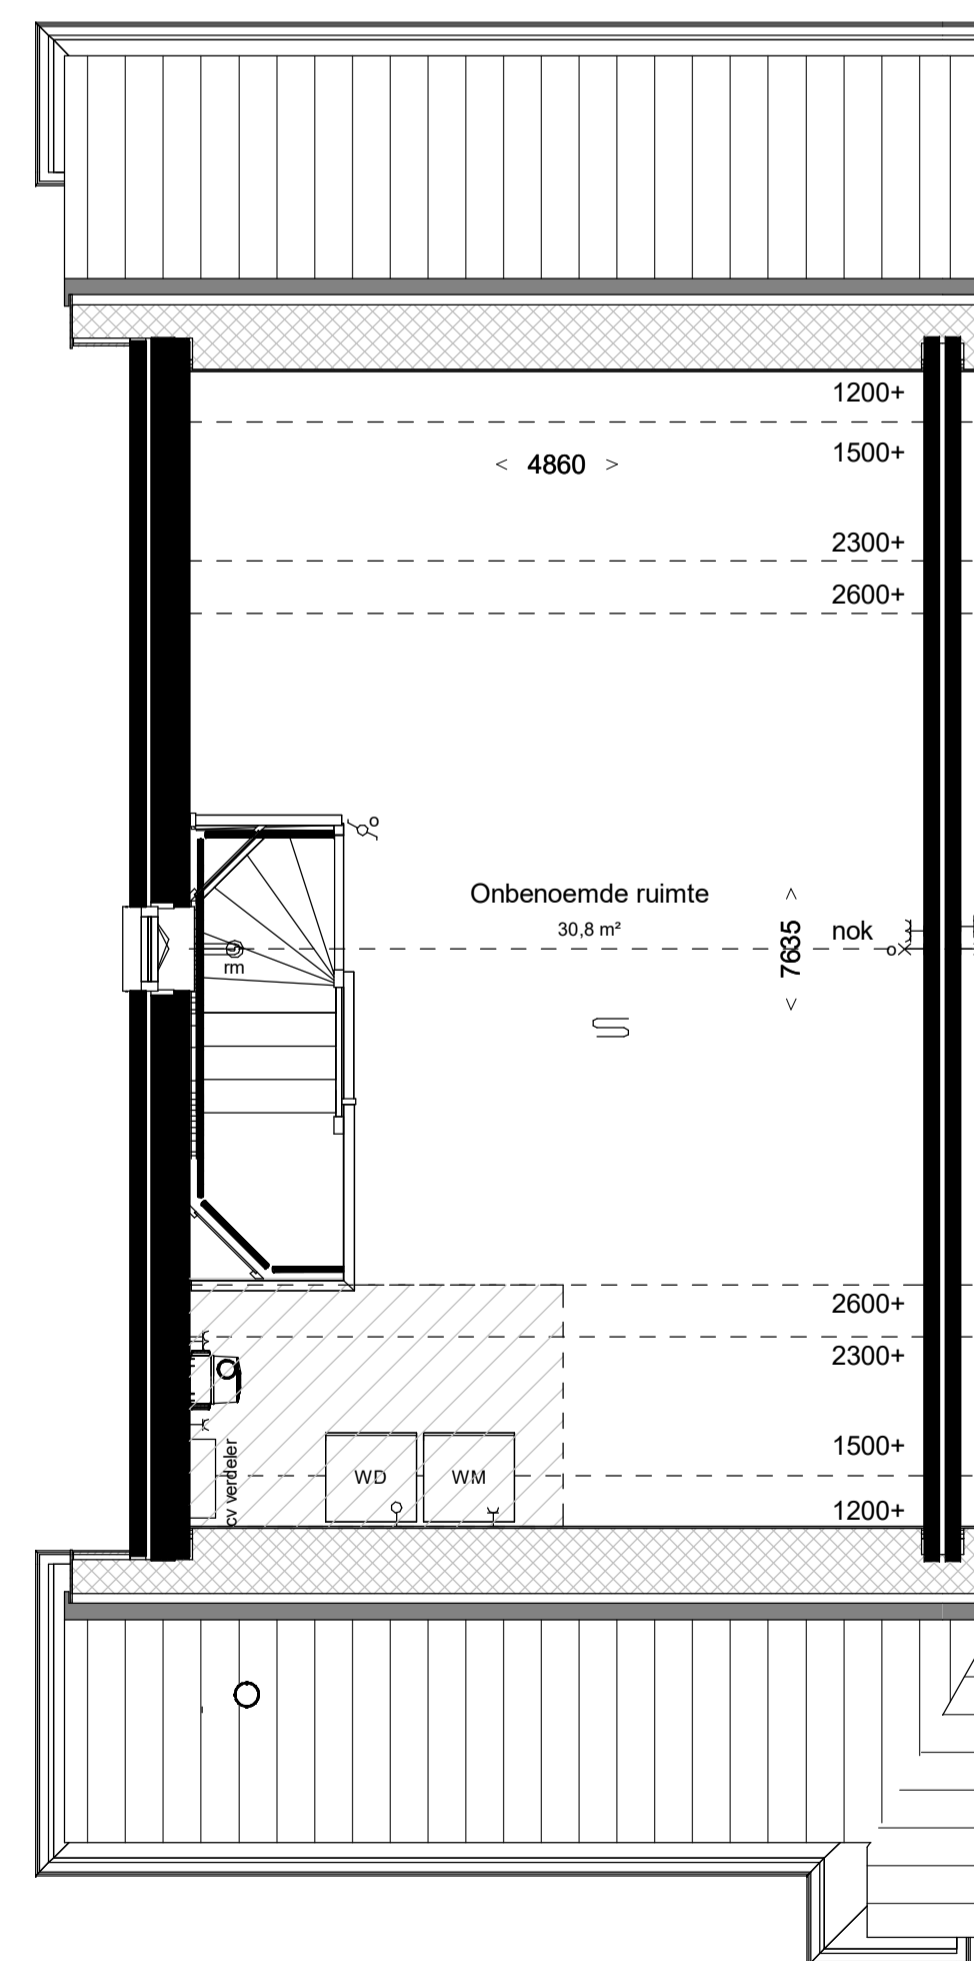 1200+
< 4860 >
1500+
2300+
2600+
o
Onbenoemde ruimte
30,8 m²
< 7635 >
nok
o
rm
2600+
2300+
1500+
cv verdeler
WD
WM
1200+